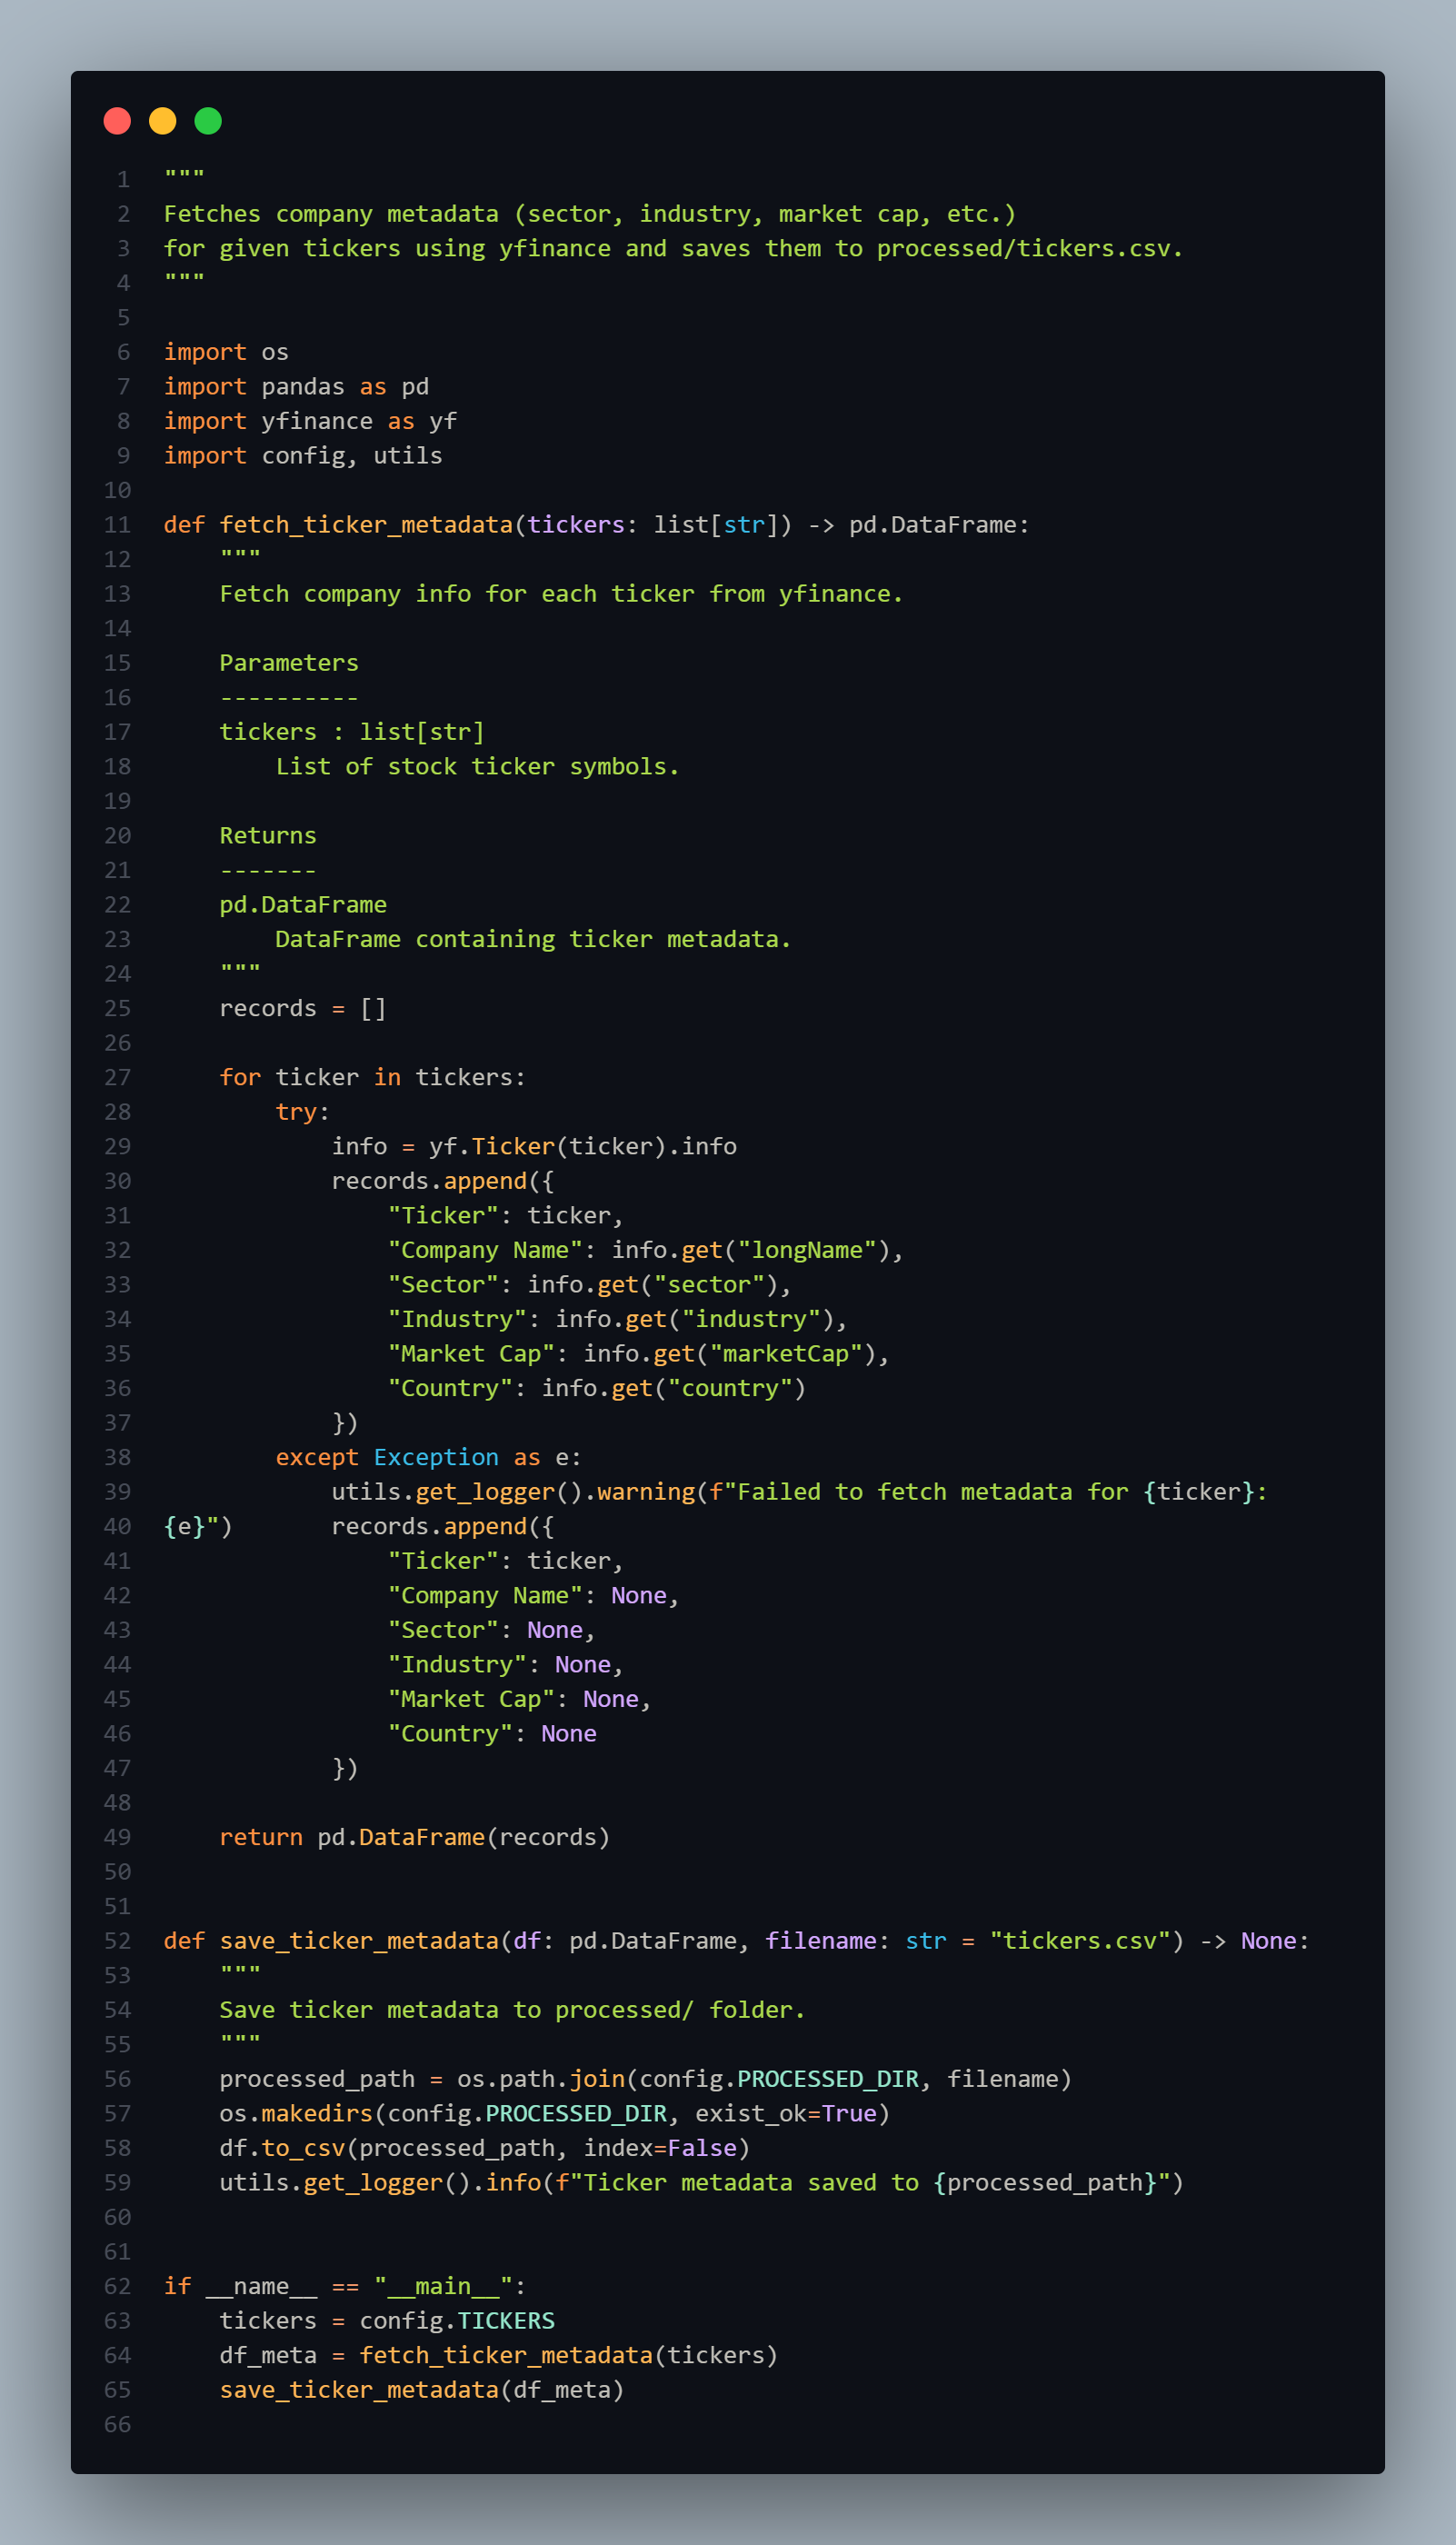 1 """
2 Fetches company metadata (sector, industry, market cap, etc.)
3 for given tickers using yfinance and saves them to processed/tickers.csv.
4 """
5
6 import os
7 import pandas as pd
8 import yfinance as yf
9 import config, utils
10
11 def fetch_ticker_metadata(tickers: list[str]) -> pd.DataFrame:
12     """
13     Fetch company info for each ticker from yfinance.
14
15     Parameters
16     ----------
17     tickers : list[str]
18         List of stock ticker symbols.
19
20     Returns
21     -------
22     pd.DataFrame
23         DataFrame containing ticker metadata.
24     """
25     records = []
26
27     for ticker in tickers:
28         try:
29             info = yf.Ticker(ticker).info
30             records.append({
31                 "Ticker": ticker,
32                 "Company Name": info.get("longName"),
33                 "Sector": info.get("sector"),
34                 "Industry": info.get("industry"),
35                 "Market Cap": info.get("marketCap"),
36                 "Country": info.get("country")
37             })
38         except Exception as e:
39             utils.get_logger().warning(f"Failed to fetch metadata for {ticker}:
40 {e}")       records.append({
41                 "Ticker": ticker,
42                 "Company Name": None,
43                 "Sector": None,
44                 "Industry": None,
45                 "Market Cap": None,
46                 "Country": None
47             })
48
49     return pd.DataFrame(records)
50
51
52 def save_ticker_metadata(df: pd.DataFrame, filename: str = "tickers.csv") -> None:
53     """
54     Save ticker metadata to processed/ folder.
55     """
56     processed_path = os.path.join(config.PROCESSED_DIR, filename)
57     os.makedirs(config.PROCESSED_DIR, exist_ok=True)
58     df.to_csv(processed_path, index=False)
59     utils.get_logger().info(f"Ticker metadata saved to {processed_path}")
60
61
62 if __name__ == "__main__":
63     tickers = config.TICKERS
64     df_meta = fetch_ticker_metadata(tickers)
65     save_ticker_metadata(df_meta)
66